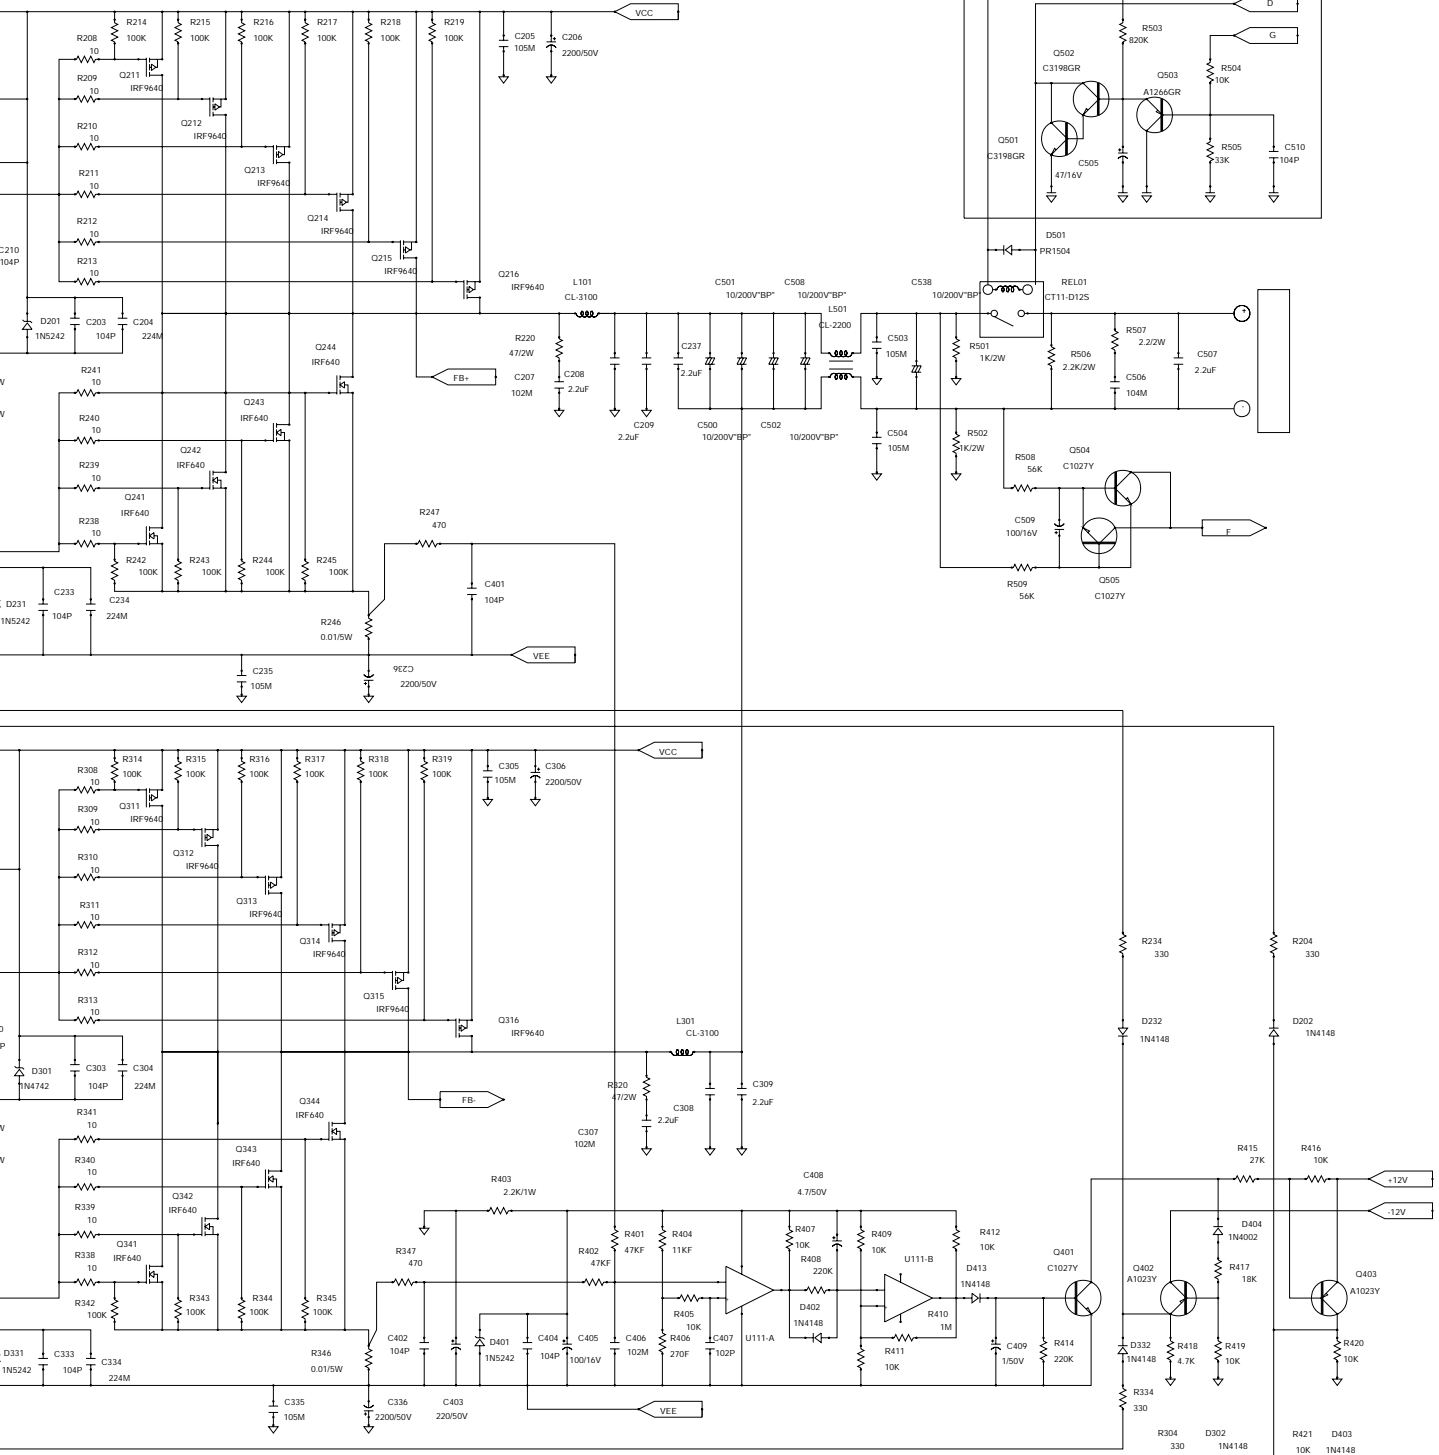 R214
100K
R215
100K
R216
100K
R217
100K
R218
100K
R219
100K
C205
105M
C206
2200/50V
VCC
D
G
R503
820K
Q502
C3198GR
Q503
A1266GR
R504
10K
Q501
C3198GR
C505
47/16V
R505
33K
C510
104P
R208
10
Q211
IRF9640
R209
10
Q212
IRF9640
R210
10
Q213
IRF9640
R211
10
Q214
IRF9640
R212
10
Q215
IRF9640
R213
10
Q216
IRF9640
C210
104P
D501
PR1504
L101
CL-3100
C501
10/200V"BP"
C508
10/200V"BP"
L501
CL-2200
C538
10/200V"BP"
REL01
CT11-D12S
+
D201
1N5242
C203
104P
C204
224M
R220
47/2W
C207
102M
C208
2.2uF
C209
2.2uF
C237
2.2uF
C500
10/200V"BP"
C502
10/200V"BP"
C503
105M
R501
1K/2W
R506
2.2K/2W
R507
2.2/2W
C506
104M
C507
2.2uF
-
C504
105M
R502
1K/2W
FB+
Q244
IRF640
R241
10
Q243
IRF640
R240
10
Q242
IRF640
R239
10
Q241
IRF640
R238
10
W
W
R508
56K
Q504
C1027Y
C509
100/16V
F
R509
56K
Q505
C1027Y
R247
470
R242
100K
R243
100K
R244
100K
R245
100K
C401
104P
D231
1N5242
C233
104P
C234
224M
R246
0.01/5W
VEE
C235
105M
C236
2200/50V
VCC
R314
100K
R315
100K
R316
100K
R317
100K
R318
100K
R319
100K
C305
105M
C306
2200/50V
R308
10
Q311
IRF9640
R309
10
Q312
IRF9640
R310
10
Q313
IRF9640
R311
10
Q314
IRF9640
R312
10
Q315
IRF9640
R313
10
Q316
IRF9640
0
P
R234
330
R204
330
D232
1N4148
D202
1N4148
L301
CL-3100
D301
1N4742
C303
104P
C304
224M
R320
47/2W
C307
102M
2.2uF
C308
C309
2.2uF
FB-
Q344
IRF640
R341
10
Q343
IRF640
R340
10
Q342
IRF640
R339
10
Q341
IRF640
R338
10
W
W
R415
27K
R416
10K
+12V
-12V
R403
2.2K/1W
C408
4.7/50V
R347
470
R402
47KF
R401
47KF
R404
11KF
R407
10K
R408
220K
R409
10K
U111-B
R412
10K
D413
1N4148
Q401
C1027Y
Q402
A1023Y
D404
1N4002
R417
18K
Q403
A1023Y
R342
100K
R343
100K
R344
100K
R345
100K
R405
10K
U111-A
D402
1N4148
R410
1M
R411
10K
D331
1N5242
C333
104P
C334
224M
R346
0.01/5W
C402
104P
D401
1N5242
C404
104P
C405
100/16V
C406
102M
R406
270F
C407
102P
C409
1/50V
R414
220K
D332
1N4148
R418
4.7K
R419
10K
R420
10K
C335
105M
C336
2200/50V
C403
220/50V
VEE
R334
330
R304
330
D302
1N4148
R421
10K
D403
1N4148